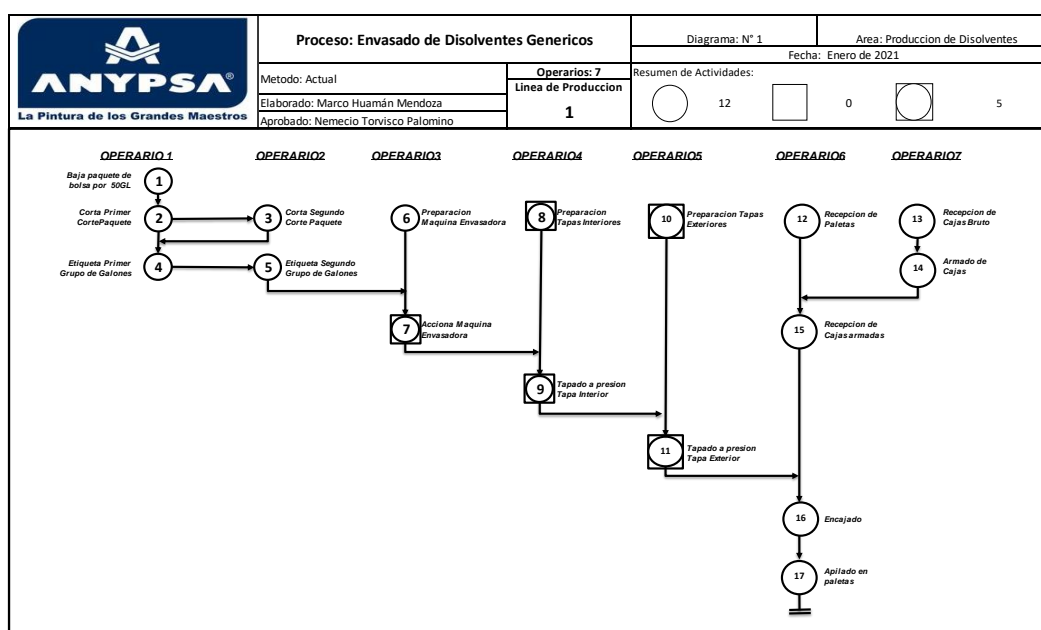 ANYPSA®
La Pintura de los Grandes Maestros
Proceso: Envasado de Disolventes Genericos
Diagrama: N° 1
Area: Produccion de Disolventes
Fecha: Enero de 2021
Metodo: Actual
Operarios: 7
Linea de Produccion
1
Resumen de Actividades:
12
0
5
Elaborado: Marco Huamán Mendoza
Aprobado: Nemecio Torvisco Palomino
OPERARIO 1
OPERARIO2
OPERARIO3
OPERARIO4
OPERARIO5
OPERARIO6
OPERARIO7
Baja paquete de
bolsa por 50GL
1
Corta Primer
CortePaquete
2
3
Corta Segundo
Corte Paquete
6
Preparacion
Maquina Envasadora
8
Preparacion
Tapas Interiores
10
Preparacion Tapas
Exteriores
12
Recepcion de
Paletas
13
Recepcion de
Cajas Bruto
Etiqueta Primer
Grupo de Galones
4
5
Etiqueta Segundo
Grupo de Galones
14
Armado de
Cajas
7
Acciona Maquina
Envasadora
15
Recepcion de
Cajas armadas
9
Tapado a presion
Tapa Interior
11
Tapado a presion
Tapa Exterior
16
Encajado
17
Apilado en
paletas